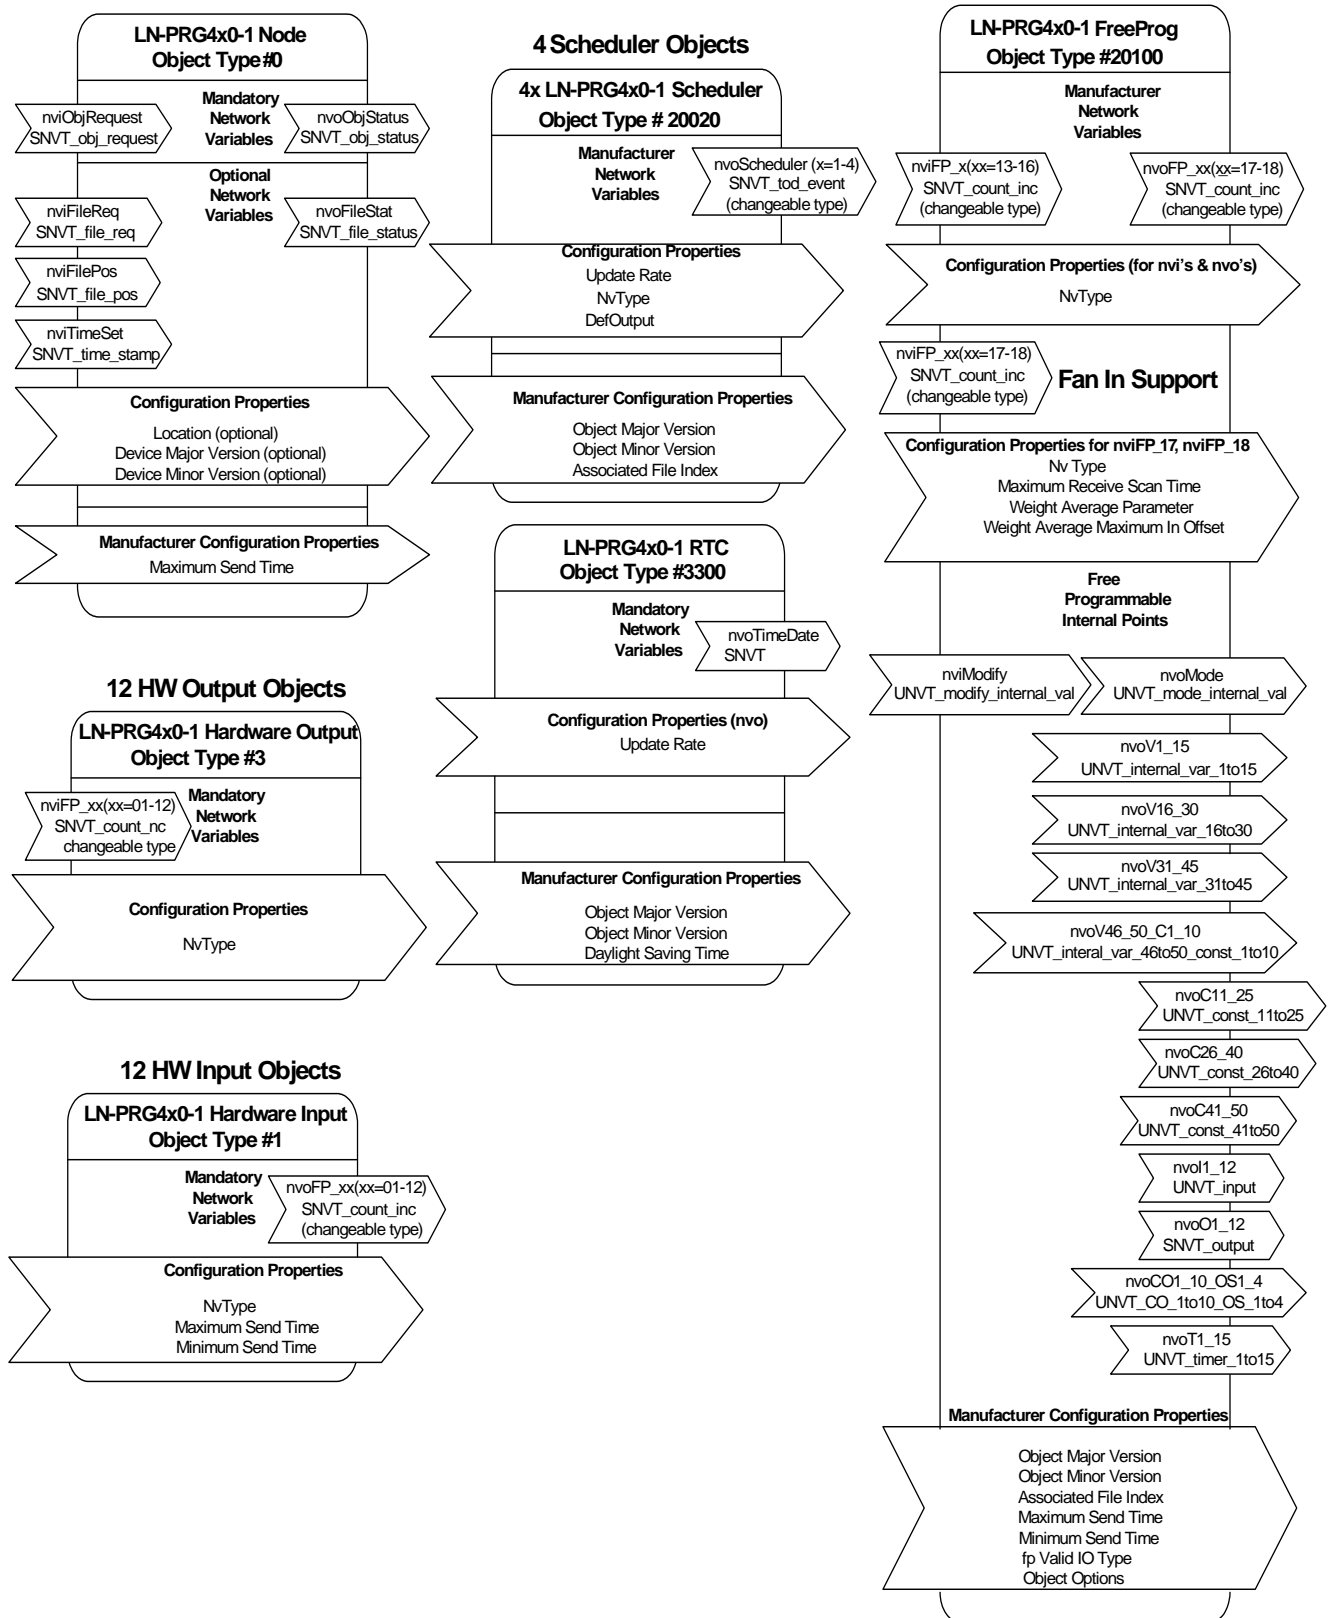 LN-PRG4x0-1 Node
Object Type #0
Mandatory
Network
Variables
nviObjRequest
SNVT_obj_request
nvoObjStatus
SNVT_obj_status
Optional
Network
Variables
nviFileReq
SNVT_file_req
nvoFileStat
SNVT_file_status
nviFilePos
SNVT_file_pos
nviTimeSet
SNVT_time_stamp
Configuration Properties
Location (optional)
Device Major Version (optional)
Device Minor Version (optional)
Manufacturer Configuration Properties
Maximum Send Time
12 HW Output Objects
LN-PRG4x0-1 Hardware Output
Object Type #3
nviFP_xx(xx=01-12)
SNVT_count_nc
changeable type
Mandatory
Network
Variables
Configuration Properties
NvType
12 HW Input Objects
LN-PRG4x0-1 Hardware Input
Object Type #1
Mandatory
Network
Variables
nvoFP_xx(xx=01-12)
SNVT_count_inc
(changeable type)
Configuration Properties
NvType
Maximum Send Time
Minimum Send Time
4 Scheduler Objects
4x LN-PRG4x0-1 Scheduler
Object Type # 20020
Manufacturer
Network
Variables
nvoScheduler (x=1-4)
SNVT_tod_event
(changeable type)
Configuration Properties
Update Rate
NvType
DefOutput
Manufacturer Configuration Properties
Object Major Version
Object Minor Version
Associated File Index
LN-PRG4x0-1 RTC
Object Type #3300
Mandatory
Network
Variables
nvoTimeDate
SNVT
Configuration Properties (nvo)
Update Rate
Manufacturer Configuration Properties
Object Major Version
Object Minor Version
Daylight Saving Time
LN-PRG4x0-1 FreeProg
Object Type #20100
Manufacturer
Network
Variables
nviFP_x(xx=13-16)
SNVT_count_inc
(changeable type)
nvoFP_xx(xx=17-18)
SNVT_count_inc
(changeable type)
Configuration Properties (for nvi's & nvo's)
NvType
nviFP_xx(xx=17-18)
SNVT_count_inc
(changeable type)
Fan In Support
Configuration Properties for nviFP_17, nviFP_18
Nv Type
Maximum Receive Scan Time
Weight Average Parameter
Weight Average Maximum In Offset
Free
Programmable
Internal Points
nviModify
UNVT_modify_internal_val
nvoMode
UNVT_mode_internal_val
nvoV1_15
UNVT_internal_var_1to15
nvoV16_30
UNVT_internal_var_16to30
nvoV31_45
UNVT_internal_var_31to45
nvoV46_50_C1_10
UNVT_interal_var_46to50_const_1to10
nvoC11_25
UNVT_const_11to25
nvoC26_40
UNVT_const_26to40
nvoC41_50
UNVT_const_41to50
nvoI1_12
UNVT_input
nvoO1_12
SNVT_output
nvoCO1_10_OS1_4
UNVT_CO_1to10_OS_1to4
nvoT1_15
UNVT_timer_1to15
Manufacturer Configuration Properties
Object Major Version
Object Minor Version
Associated File Index
Maximum Send Time
Minimum Send Time
fp Valid IO Type
Object Options